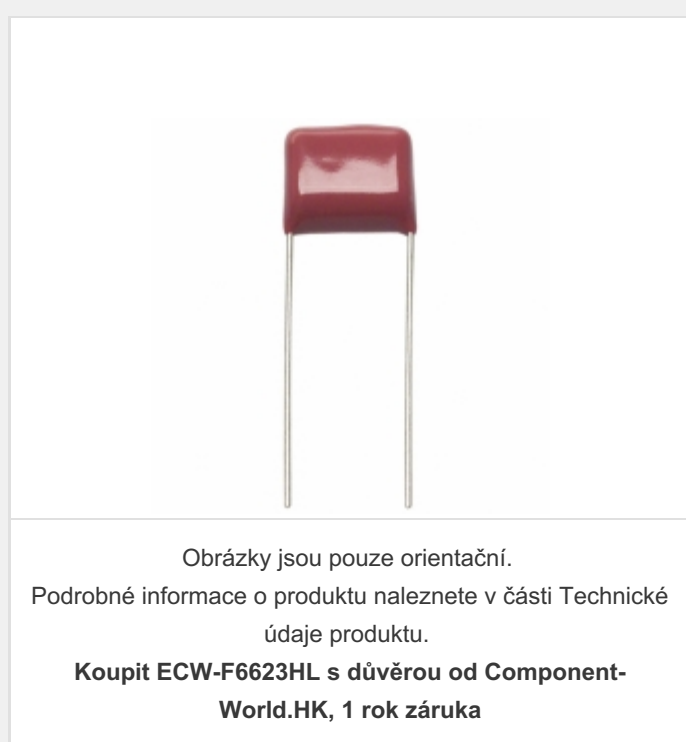 Obrázky jsou pouze orientační.
Podrobné informace o produktu naleznete v části Technické
údaje produktu.
Koupit ECW-F6623HL s důvěrou od Component-
World.HK, 1 rok záruka